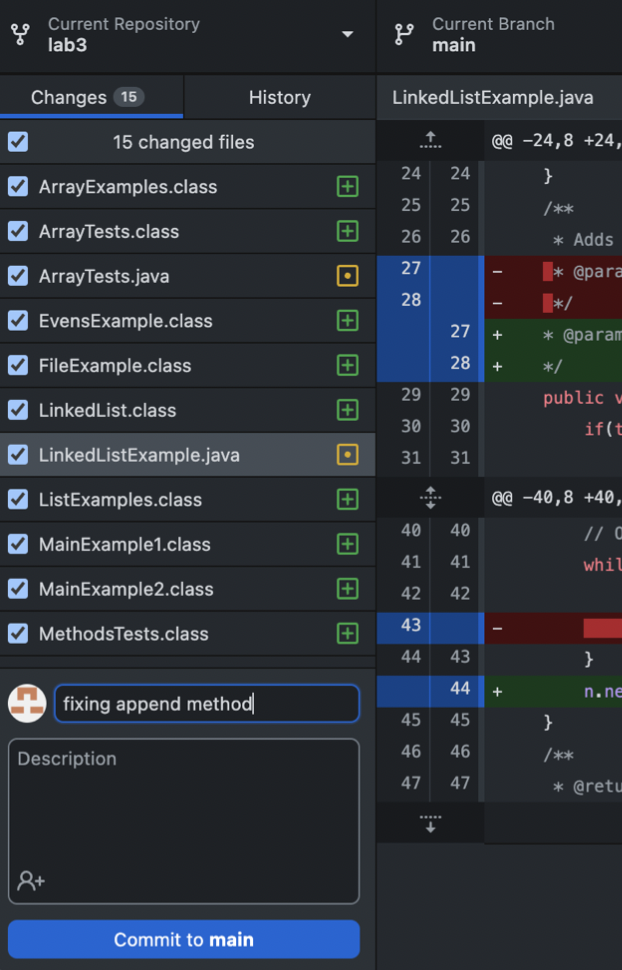 Current Repository
lab3
Current Branch
main
Changes 15
History
LinkedListExample.java
15 changed files
ArrayExamples.class
ArrayTests.class
ArrayTests.java
EvensExample.class
FileExample.class
LinkedList.class
LinkedListExample.java
ListExamples.class
MainExample1.class
MainExample2.class
MethodsTests.class
fixing append method
Description
Commit to main
@@ -24,8 +24,
24 24 }
25 25 /**
26 26 * Adds
27 - * @para
28 - */
27 + * @param
28 + */
29 29 public v
30 30 if(t
31 31
@@ -40,8 +40,
40 40 // O
41 41 whil
42 42
43 -
44 43 }
44 + n.ne
45 45 }
46 46 /**
47 47 * @retu